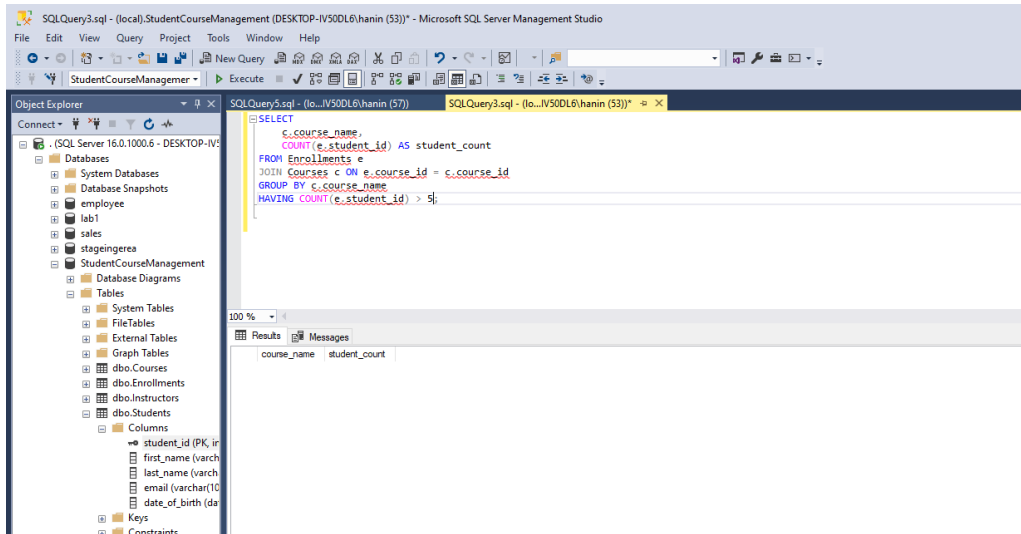 SQLQuery3.sql - (local).StudentCourseManagement (DESKTOP-IV50DL6\hanin (53))* - Microsoft SQL Server Management Studio
File Edit View Query Project Tools Window Help
New Query
StudentCourseManagemer Execute
Object Explorer
SQLQuery5.sql - (lo...IV50DL6\hanin (57)) SQLQuery3.sql - (lo...IV50DL6\hanin (53))*
Connect
. (SQL Server 16.0.1000.6 - DESKTOP-IV5
Databases
System Databases
Database Snapshots
employee
lab1
sales
stageingerea
StudentCourseManagement
Database Diagrams
Tables
System Tables
FileTables
External Tables
Graph Tables
dbo.Courses
dbo.Enrollments
dbo.Instructors
dbo.Students
Columns
student_id (PK, in
first_name (varch
last_name (varch
email (varchar(10
date_of_birth (da
Keys
Constraints
SELECT
c.course_name,
COUNT(e.student_id) AS student_count
FROM Enrollments e
JOIN Courses c ON e.course_id = c.course_id
GROUP BY c.course_name
HAVING COUNT(e.student_id) > 5;
100 %
Results Messages
course_name student_count